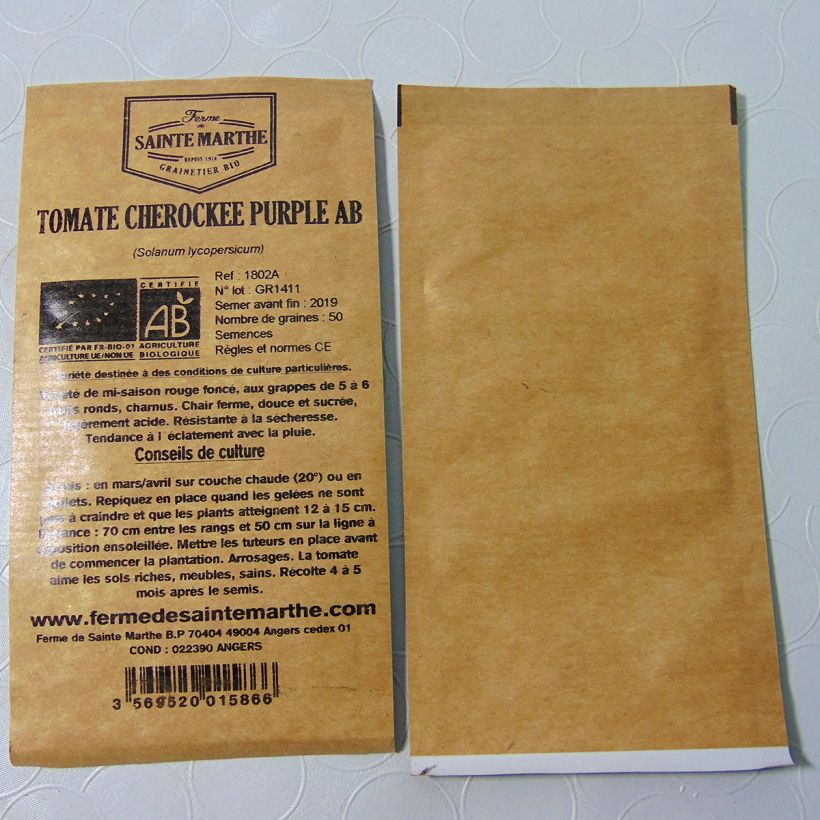 Ferme
de
SAINTE MARTHE
DEPUIS 1974
GRAINETIER BIO
TOMATE CHEROCKEE PURPLE AB
(Solanum lycopersicum)
CERTIFIE
AB
CERTIFIÉ PAR FR-BIO-01 AGRICULTURE
AGRICULTURE UE/NON UE BIOLOGIQUE
Ref : 1802A
N° lot : GR1411
Semer avant fin : 2019
Nombre de graines : 50
Semences
Règles et normes CE
Variété destinée à des conditions de culture particulières.
de mi-saison rouge foncé, aux grappes de 5 à 6
ronds, charnus. Chair ferme, douce et sucrée,
légèrement acide. Résistante à la sécheresse.
Tendance à l´éclatement avec la pluie.
Conseils de culture
: en mars/avril sur couche chaude (20°) ou en
Repiquez en place quand les gelées ne sont
à craindre et que les plants atteignent 12 à 15 cm.
Distance : 70 cm entre les rangs et 50 cm sur la ligne à
exposition ensoleillée. Mettre les tuteurs en place avant
de commencer la plantation. Arrosages. La tomate
aime les sols riches, meubles, sains. Récolte 4 à 5
mois après le semis.
www.fermedesaintemarthe.com
Ferme de Sainte Marthe B.P 70404 49004 Angers cedex 01
COND : 022390 ANGERS
3 569520 015866